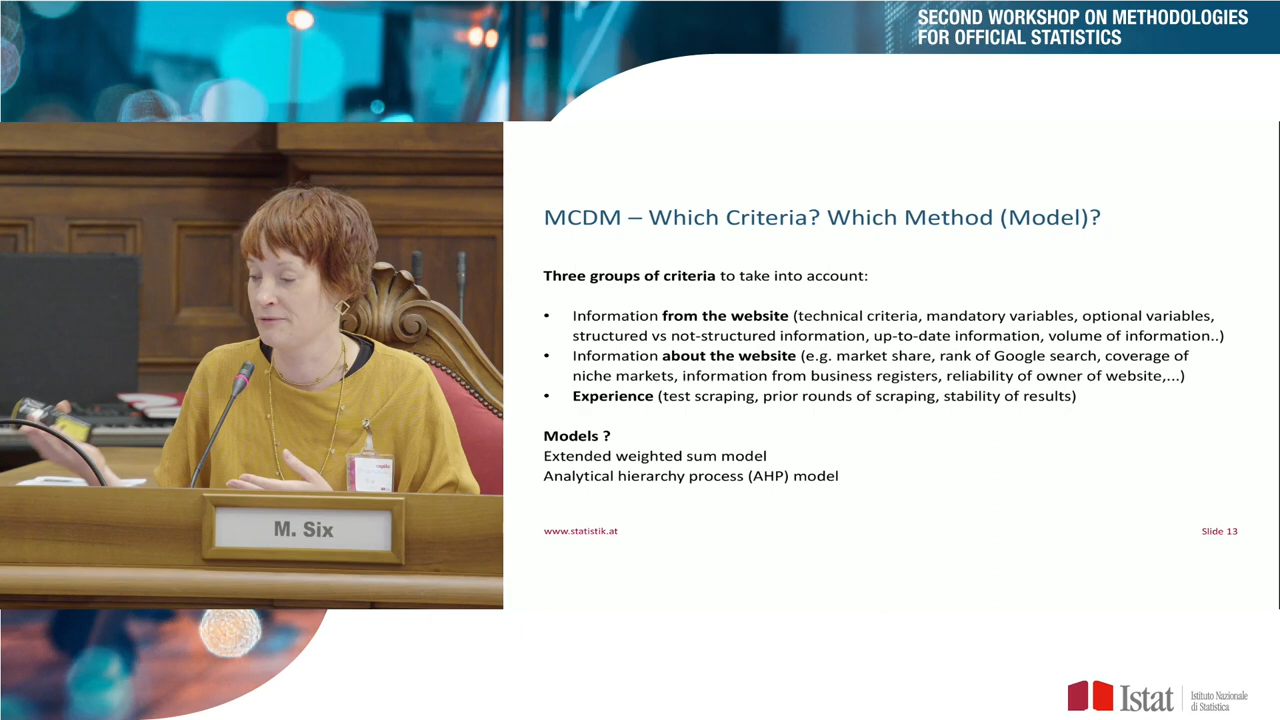 SECOND WORKSHOP ON METHODOLOGIES
FOR OFFICIAL STATISTICS
MCDM – Which Criteria? Which Method (Model)?
Three groups of criteria to take into account:
• Information from the website (technical criteria, mandatory variables, optional variables,
structured vs not-structured information, up-to-date information, volume of information..)
• Information about the website (e.g. market share, rank of Google search, coverage of
niche markets, information from business registers, reliability of owner of website,...)
• Experience (test scraping, prior rounds of scraping, stability of results)
Models ?
Extended weighted sum model
Analytical hierarchy process (AHP) model
www.statistik.at
Slide 13
M. Six
Istat
Istituto Nazionale
di Statistica